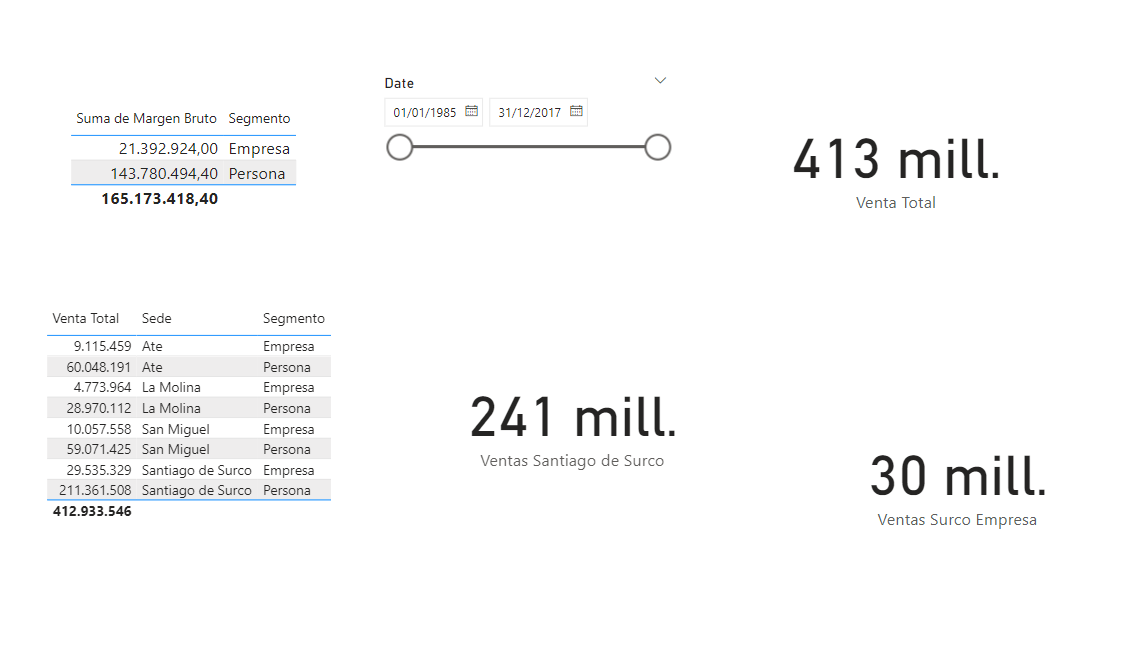 Suma de Margen Bruto Segmento
21.392.924,00 Empresa
143.780.494,40 Persona
165.173.418,40
Date
01/01/1985 31/12/2017
413 mill.
Venta Total
Venta Total Sede Segmento
9.115.459 Ate Empresa
60.048.191 Ate Persona
4.773.964 La Molina Empresa
28.970.112 La Molina Persona
10.057.558 San Miguel Empresa
59.071.425 San Miguel Persona
29.535.329 Santiago de Surco Empresa
211.361.508 Santiago de Surco Persona
412.933.546
241 mill.
Ventas Santiago de Surco
30 mill.
Ventas Surco Empresa